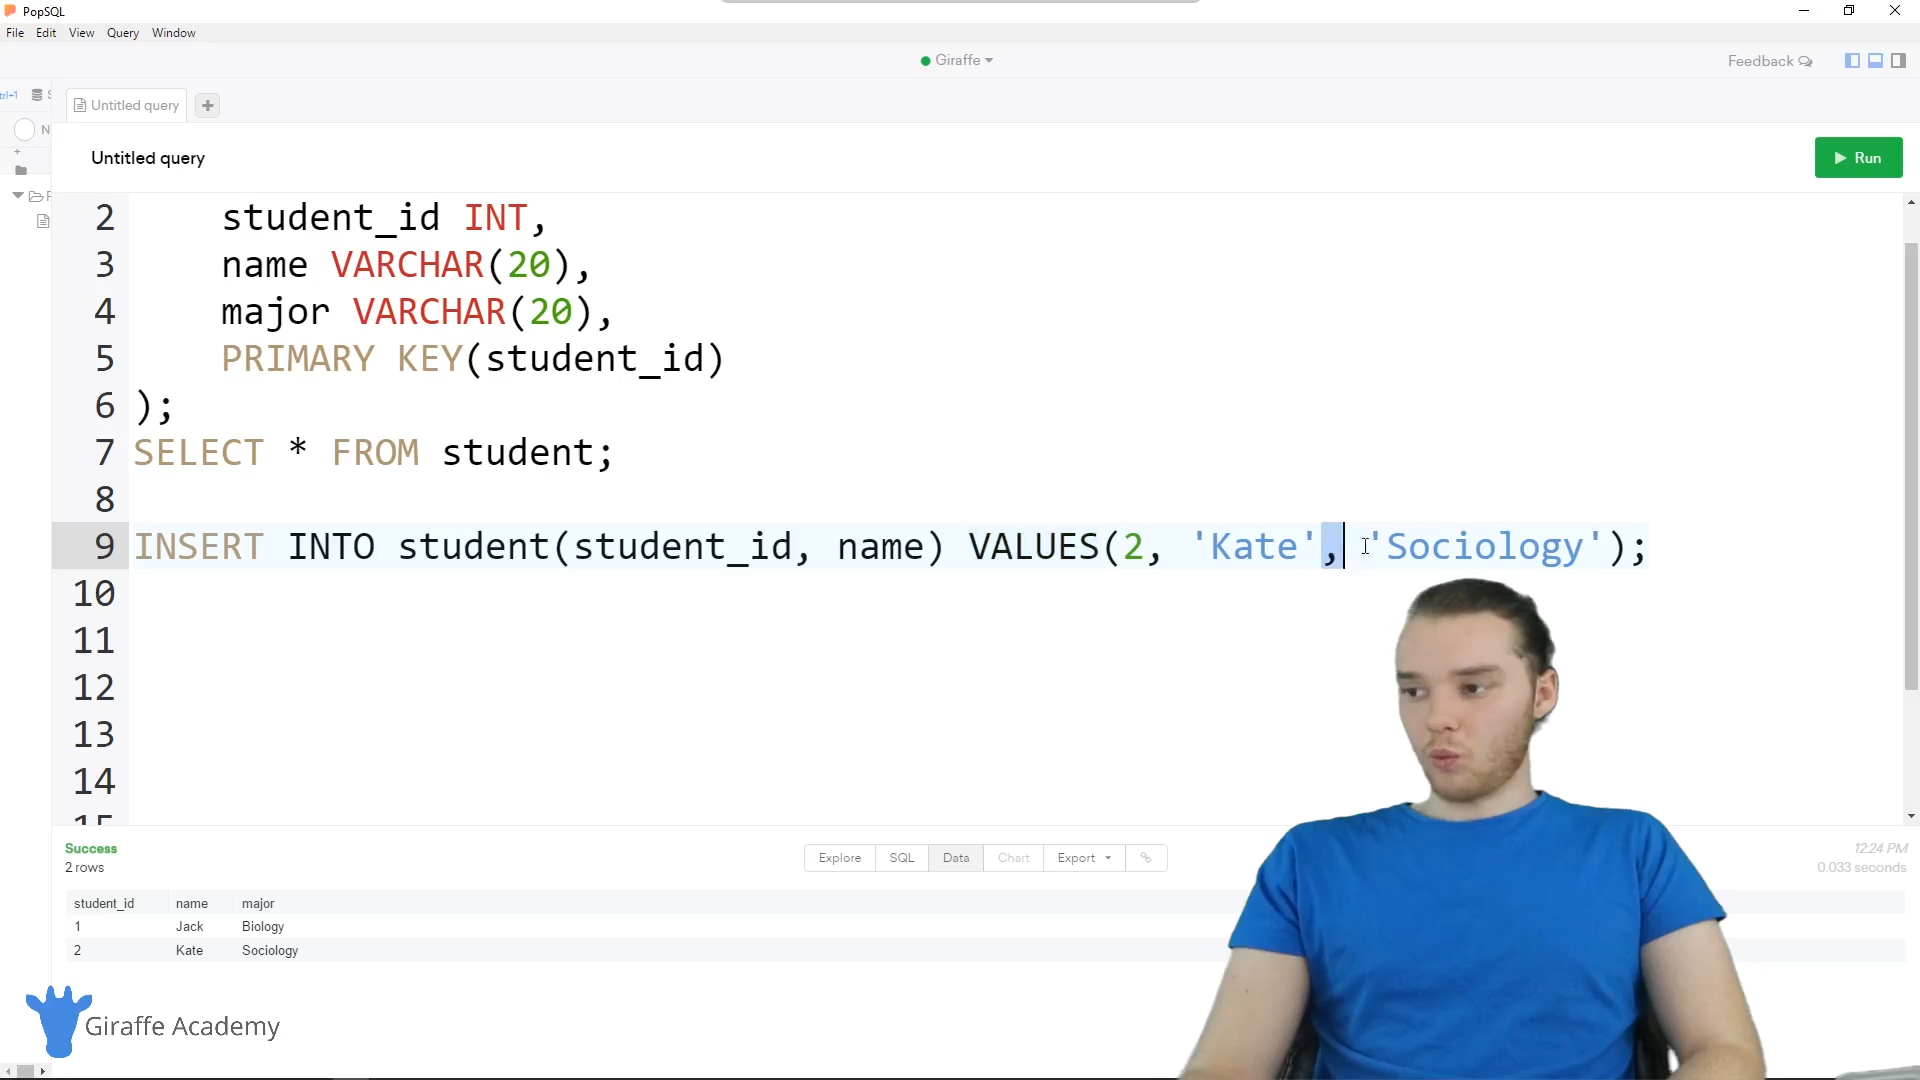 PopSQL
File Edit View Query Window
Giraffe
Feedback
trl+1
Untitled query
+
N
+
Untitled query
Run
2 student_id INT,
3 name VARCHAR(20),
4 major VARCHAR(20),
5 PRIMARY KEY(student_id)
6 );
7 SELECT * FROM student;
8
9 INSERT INTO student(student_id, name) VALUES(2, 'Kate', 'Sociology');
10
11
12
13
14
15
Success
2 rows
Explore SQL Data Chart Export
12:24 PM
0.033 seconds
student_id name major
1 Jack Biology
2 Kate Sociology
Giraffe Academy